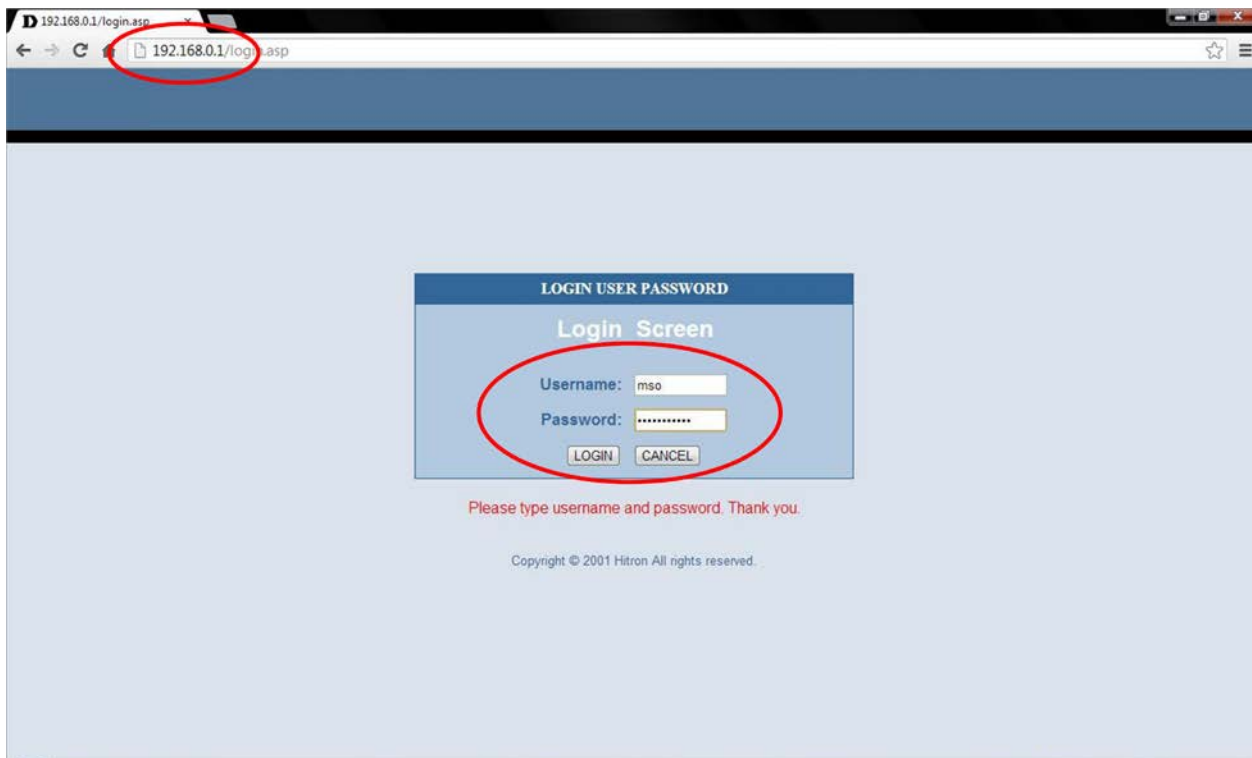 192.168.0.1/login.asp
192.168.0.1/login.asp
LOGIN USER PASSWORD
Login Screen
Username: mso
Password: •••••••••••
LOGIN CANCEL
Please type username and password. Thank you.
Copyright © 2001 Hitron All rights reserved.